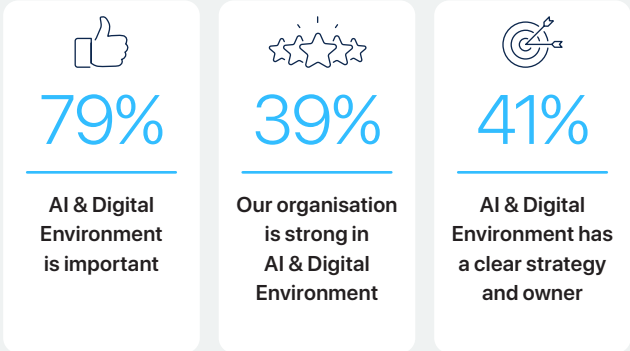 79%
AI & Digital
Environment
is important
39%
Our organisation
is strong in
AI & Digital
Environment
41%
AI & Digital
Environment has
a clear strategy
and owner